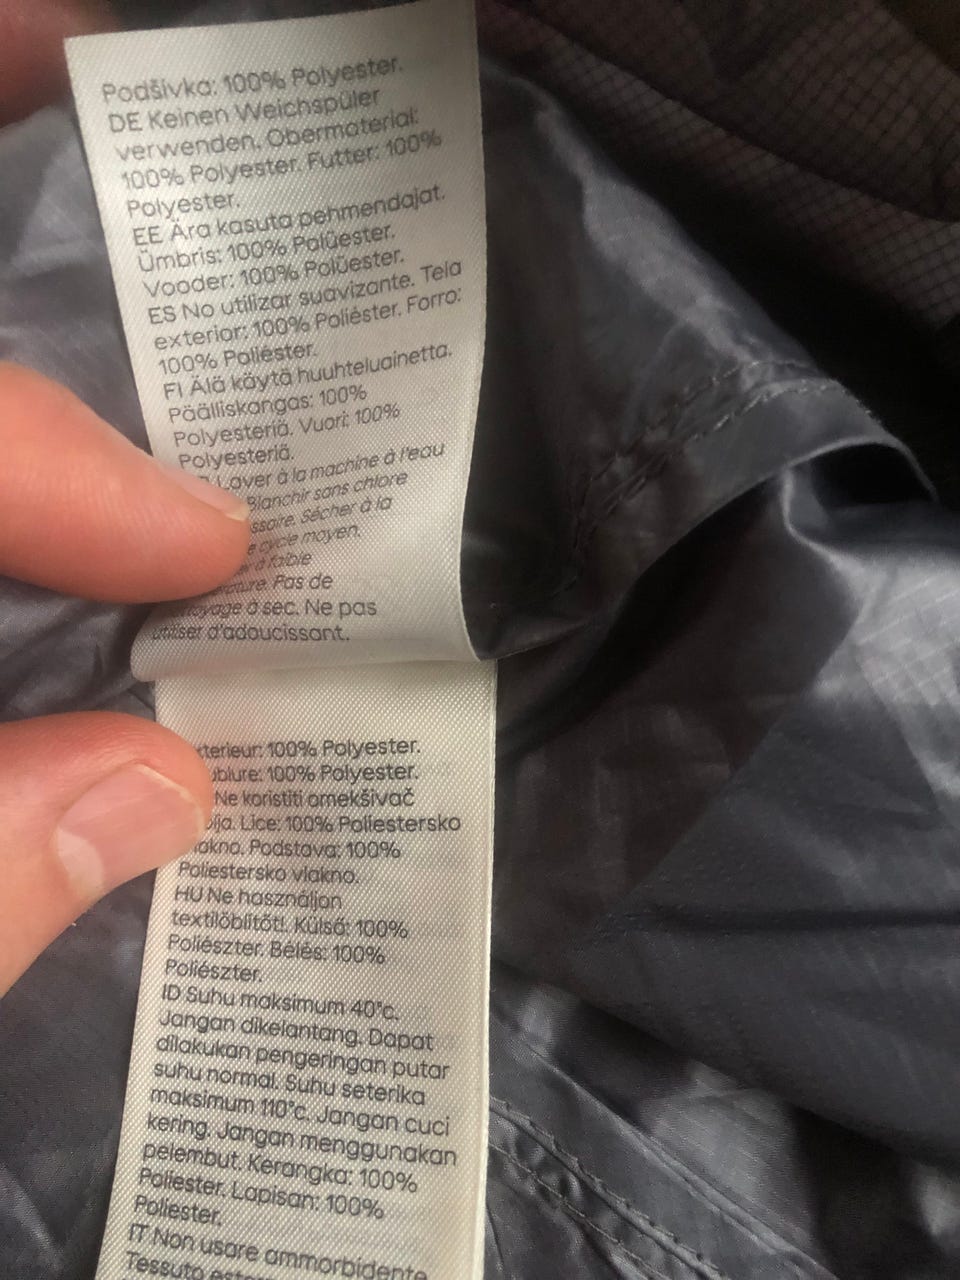 Podšívka: 100% Polyester.
DE Keinen Weichspüler
verwenden. Obermaterial:
100% Polyester. Futter: 100%
Polyester.
EE Ära kasuta pehmendajat.
Ümbris: 100% Polüester.
Vooder: 100% Polüester.
ES No utilizar suavizante. Tela
exterior: 100% Poliéster. Forro:
100% Poliéster.
FI Älä käytä huuhteluainetta.
Päälliskangas: 100%
Polyesteriä. Vuori: 100%
Polyesteriä.
Laver à la machine à l'eau
Blanchir sans chlore
Sécher à la
cycle moyen.
à faible
Pas de
à sec. Ne pas
utiliser d'adoucissant.
100% Polyester.
100% Polyester.
Ne koristiti omekšivač
Lice: 100% Poliestersko
Podstava: 100%
Poliestersko vlakno.
HU Ne használjon
textilöblítőt!. Külső: 100%
Poliészter. Bélés: 100%
Poliészter.
ID Suhu maksimum 40°c.
Jangan dikelantang. Dapat
dilakukan pengeringan putar
suhu normal. Suhu seterika
maksimum 110°c. Jangan cuci
kering. Jangan menggunakan
pelembut. Kerangka: 100%
Poliester. Lapisan: 100%
Poliester.
IT Non usare ammorbidente
Tessuto